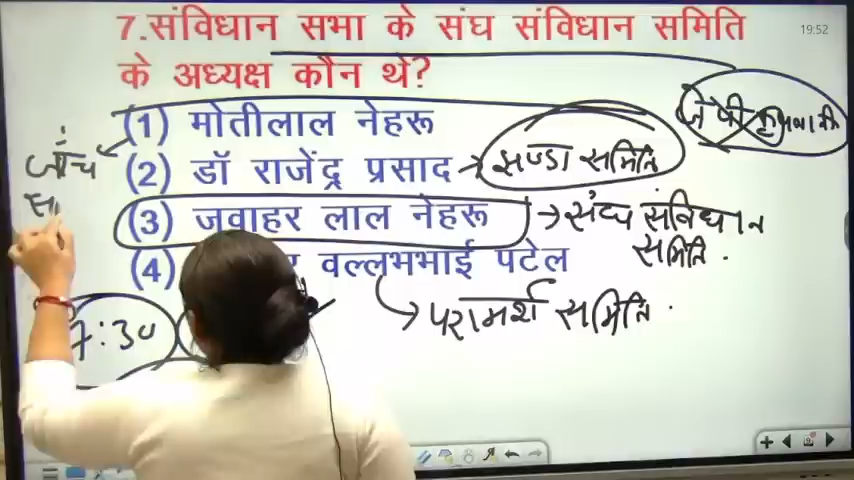 19:52
7.संविधान सभा के संघ संविधान समिति
के अध्यक्ष कौन थे?
(1) मोतीलाल नेहरू
(2) डॉ राजेंद्र प्रसाद → झण्डा समिति
(3) जवाहर लाल नेहरू → संघ संविधान
समिति.
(4) वल्लभभाई पटेल
परामर्श समिति.
जे पी कृपलानी
जाँच
स
7:30